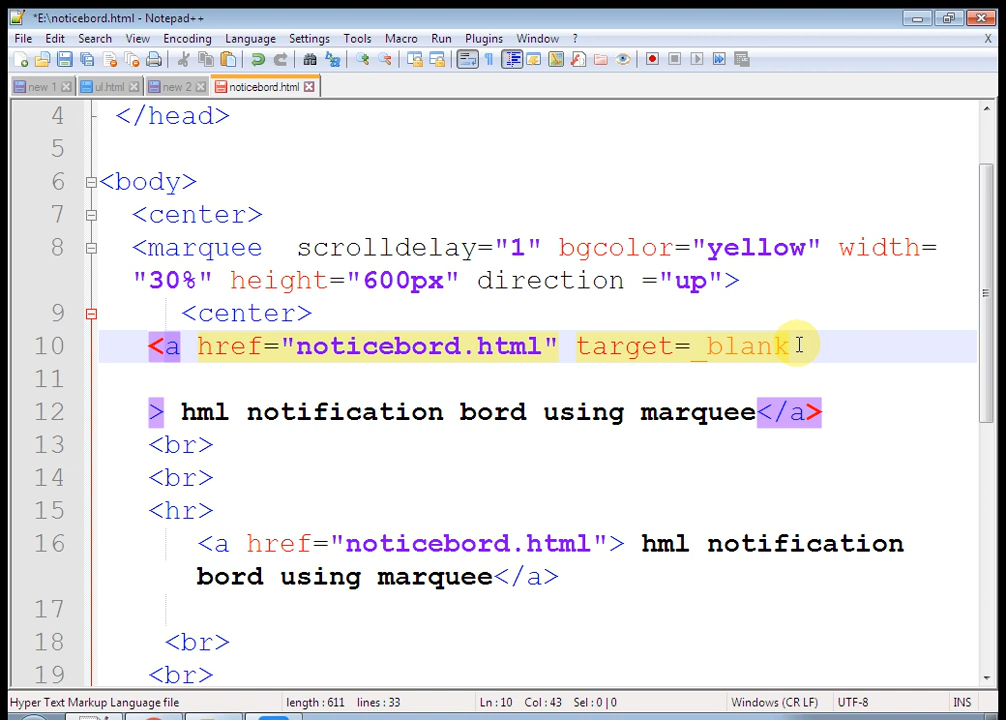 *E:\noticebord.html - Notepad++
File Edit Search View Encoding Language Settings Tools Macro Run Plugins Window ? X
new 1 ul.html new 2 noticebord.html
4 </head>
5
6 <body>
7 <center>
8 <marquee scrolldelay="1" bgcolor="yellow" width=
"30%" height="600px" direction ="up">
9 <center>
10 <a href="noticebord.html" target=_blank
11
12 > hml notification bord using marquee</a>
13 <br>
14 <br>
15 <hr>
16 <a href="noticebord.html"> hml notification
bord using marquee</a>
17
18 <br>
19 <br>
Hyper Text Markup Language file length : 611 lines : 33 Ln : 10 Col : 43 Sel : 0 | 0 Windows (CR LF) UTF-8 INS